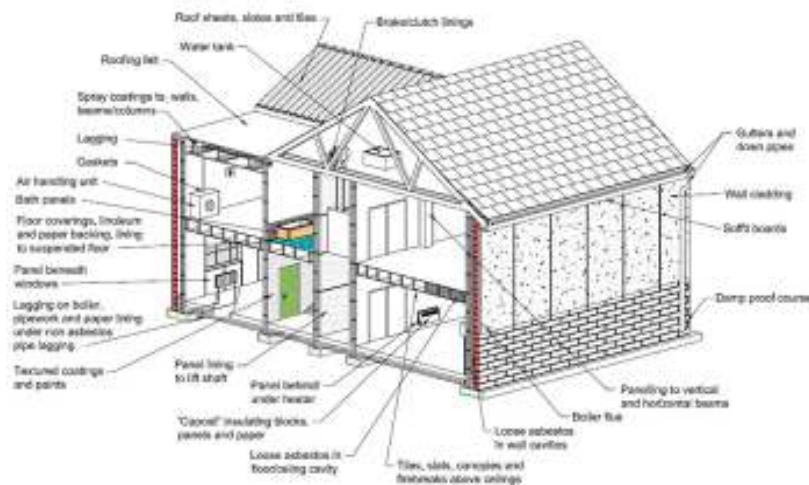 Roof sheets, slates and tiles
Brake/clutch linings
Water tank
Roofing felt
Spray coatings to walls,
beams/columns
Lagging
Gaskets
Air handling unit
Bath panels
Floor coverings, linoleum
and paper backing, lining
to suspended floor
Panel beneath
windows
Lagging on boiler,
pipework and paper lining
under non asbestos
pipe lagging
Textured coatings
and paints
Panel lining
to lift shaft
Panel behind/
under heater
insulating blocks,
panels and paper
Loose asbestos in
floor/ceiling cavity
Tiles, slats, canopies and
firebreaks above ceilings
Loose asbestos
in wall cavities
Boiler flue
Panelling to vertical
and horizontal beams
Damp proof course
Soffit boards
Wall cladding
Gutters and
down pipes